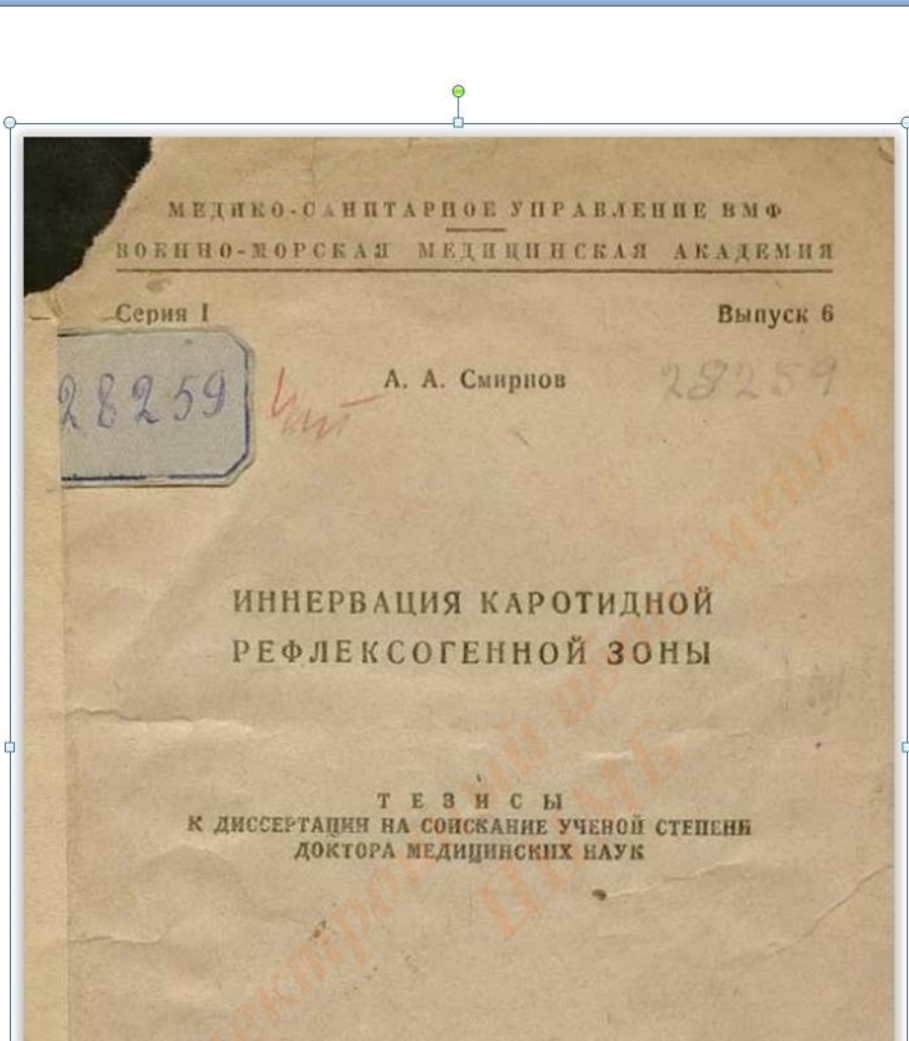 МЕДИКО-САНИТАРНОЕ УПРАВЛЕНИЕ ВМФ
ВОЕННО-МОРСКАЯ МЕДИЦИНСКАЯ АКАДЕМИЯ
Серия I Выпуск 6
28259 А. А. Смирнов 28259
ИННЕРВАЦИЯ КАРОТИДНОЙ
РЕФЛЕКСОГЕННОЙ ЗОНЫ
ТЕЗИСЫ
К ДИССЕРТАЦИИ НА СОИСКАНИЕ УЧЕНОЙ СТЕПЕНИ
ДОКТОРА МЕДИЦИНСКИХ НАУК